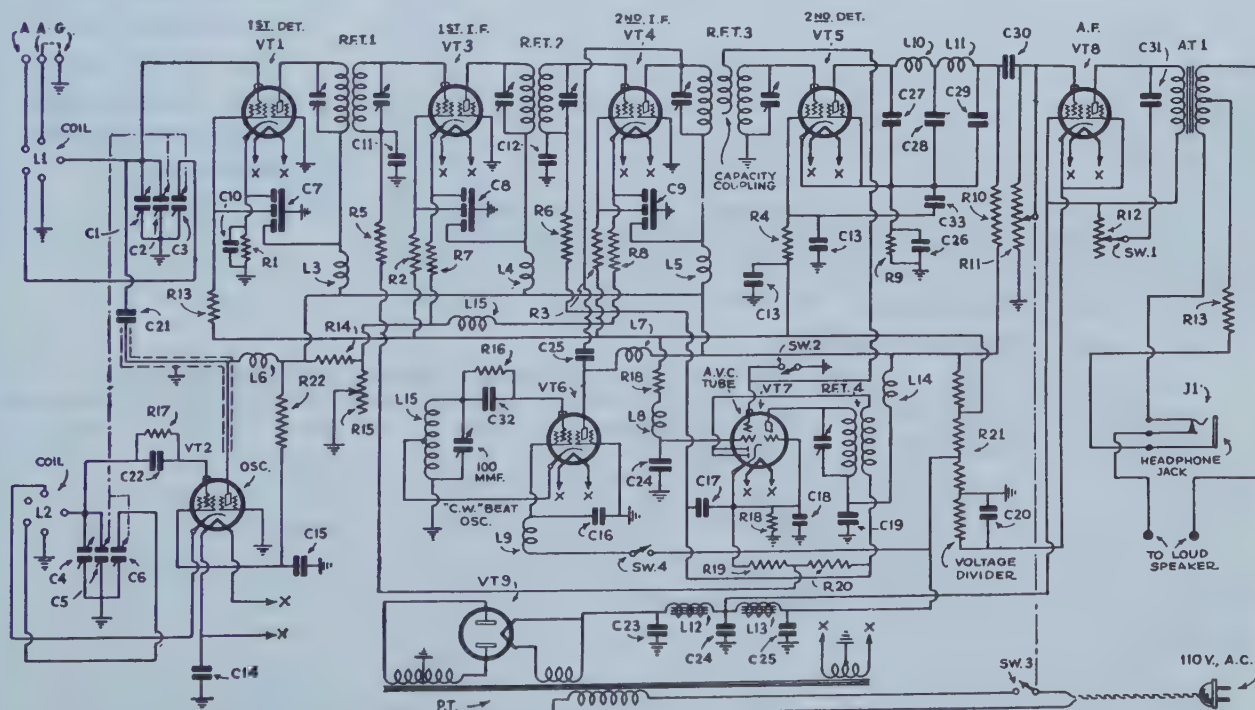 A A G
1ST. DET.
VT1
R.F.T.1
1ST. I.F.
VT3
R.F.T.2
2ND. I.F.
VT4
R.F.T.3
2ND. DET.
VT5
L10
L11
C30
A.F.
VT8
C31
A.T.1
COIL
L1
C1
C2
C3
C10
C7
R1
L3
C11
R5
C8
R2
R7
L4
C12
R6
C9
R3
R8
L5
CAPACITY
COUPLING
R4
C13
C13
C27
C28
C29
C33
R9
C26
R10
R11
R12
SW.1
R13
R13
C21
L6
R14
R22
R15
L15
L7
C25
R16
C32
VT6
L15
100
MMF.
"C.W." BEAT
OSC.
R18
L8
C24
SW.2
A.V.C.
TUBE
VT7
R.F.T.4
L14
R21
J1
HEADPHONE
JACK
R17
C22
VT2
OSC.
COIL
L2
C4
C5
C6
C15
C14
X
X
X X
X X
X X
X X
X X
X X
X X
L9
C16
SW.4
C17
R18
C18
C19
R19
R20
C20
VOLTAGE
DIVIDER
TO LOUD
SPEAKER
VT9
C23
L12
C24
L13
C25
X X
P.T.
SW.3
110 V., A.C.